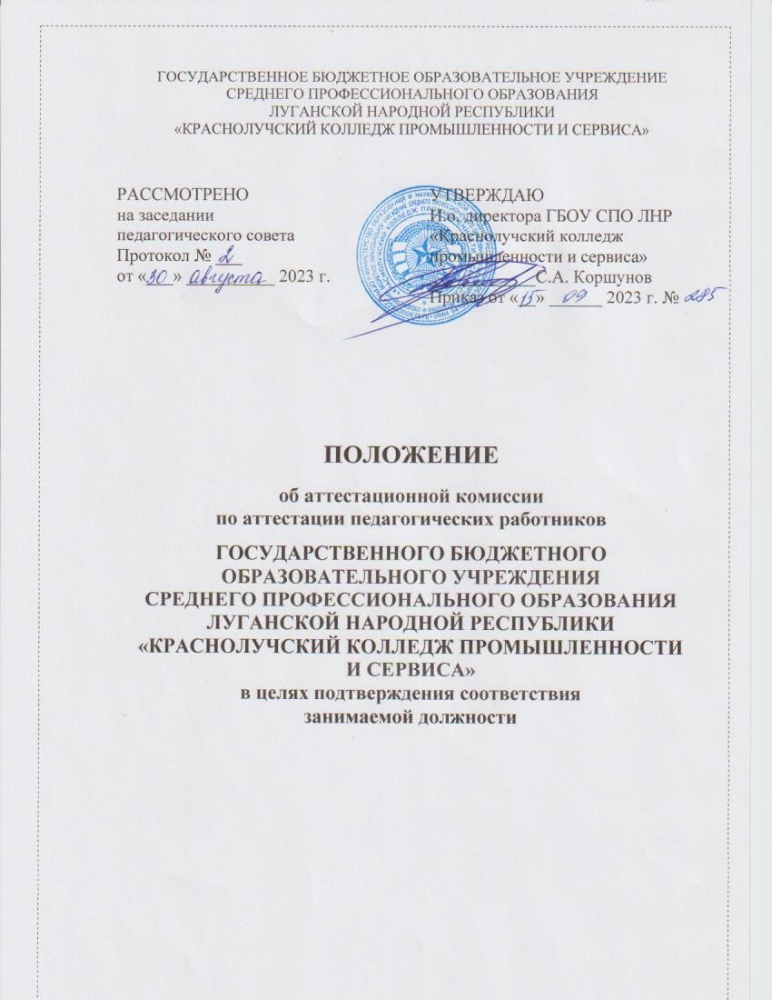 ГОСУДАРСТВЕННОЕ БЮДЖЕТНОЕ ОБРАЗОВАТЕЛЬНОЕ УЧРЕЖДЕНИЕ
СРЕДНЕГО ПРОФЕССИОНАЛЬНОГО ОБРАЗОВАНИЯ
ЛУГАНСКОЙ НАРОДНОЙ РЕСПУБЛИКИ
«КРАСНОЛУЧСКИЙ КОЛЛЕДЖ ПРОМЫШЛЕННОСТИ И СЕРВИСА»
РАССМОТРЕНО
на заседании
педагогического совета
Протокол № 2
от «30» августа 2023 г.
УТВЕРЖДАЮ
И.о. директора ГБОУ СПО ЛНР
«Краснолучский колледж
промышленности и сервиса»
С.А. Коршунов
Приказ от «15» 09 2023 г. № 285
ПОЛОЖЕНИЕ
об аттестационной комиссии
по аттестации педагогических работников
ГОСУДАРСТВЕННОГО БЮДЖЕТНОГО
ОБРАЗОВАТЕЛЬНОГО УЧРЕЖДЕНИЯ
СРЕДНЕГО ПРОФЕССИОНАЛЬНОГО ОБРАЗОВАНИЯ
ЛУГАНСКОЙ НАРОДНОЙ РЕСПУБЛИКИ
«КРАСНОЛУЧСКИЙ КОЛЛЕДЖ ПРОМЫШЛЕННОСТИ
И СЕРВИСА»
в целях подтверждения соответствия
занимаемой должности